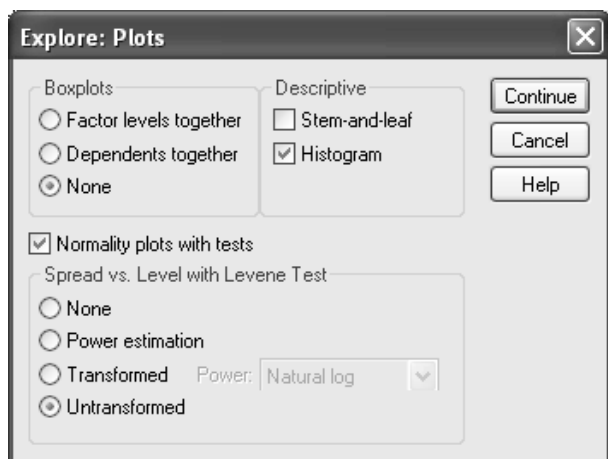 Explore: Plots
Boxplots
Factor levels together
Dependents together
None
Descriptive
Stem-and-leaf
Histogram
Continue
Cancel
Help
Normality plots with tests
Spread vs. Level with Levene Test
None
Power estimation
Transformed Power: Natural log
Untransformed